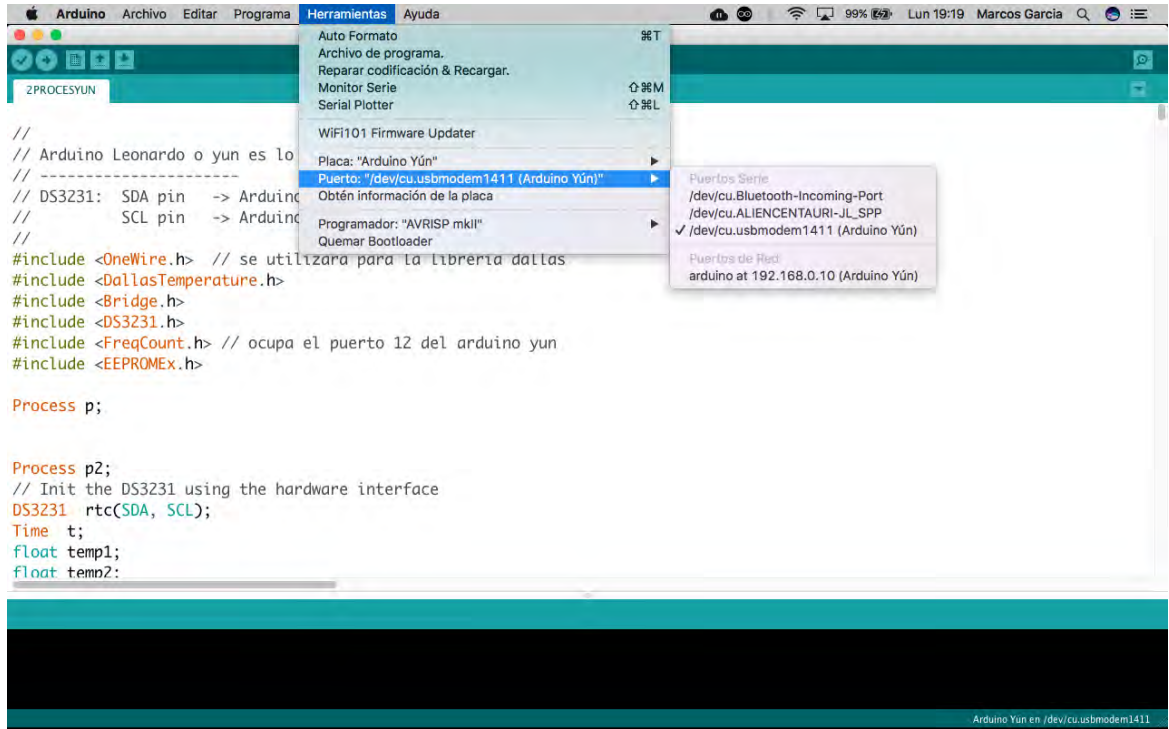 Arduino Archivo Editar Programa Herramientas Ayuda 99% Lun 19:19 Marcos Garcia
Auto Formato ⌘T
Archivo de programa.
Reparar codificación & Recargar.
Monitor Serie ⇧⌘M
Serial Plotter ⇧⌘L
WiFi101 Firmware Updater
Placa: "Arduino Yún"
Puerto: "/dev/cu.usbmodem1411 (Arduino Yún)"
Obtén información de la placa
Programador: "AVRISP mkII"
Quemar Bootloader
Puertos Serie
/dev/cu.Bluetooth-Incoming-Port
/dev/cu.ALIENCENTAURI-JL_SPP
✓ /dev/cu.usbmodem1411 (Arduino Yún)
Puertos de Red
arduino at 192.168.0.10 (Arduino Yún)
2PROCESYUN
//
// Arduino Leonardo o yun es lo
// ----------------------
// DS3231: SDA pin -> Arduino
// SCL pin -> Arduino
//
#include <OneWire.h> // se utilizara para la libreria dallas
#include <DallasTemperature.h>
#include <Bridge.h>
#include <DS3231.h>
#include <FreqCount.h> // ocupa el puerto 12 del arduino yun
#include <EEPROMEx.h>
Process p;
Process p2;
// Init the DS3231 using the hardware interface
DS3231 rtc(SDA, SCL);
Time t;
float temp1;
float temp2;
Arduino Yun en /dev/cu.usbmodem1411